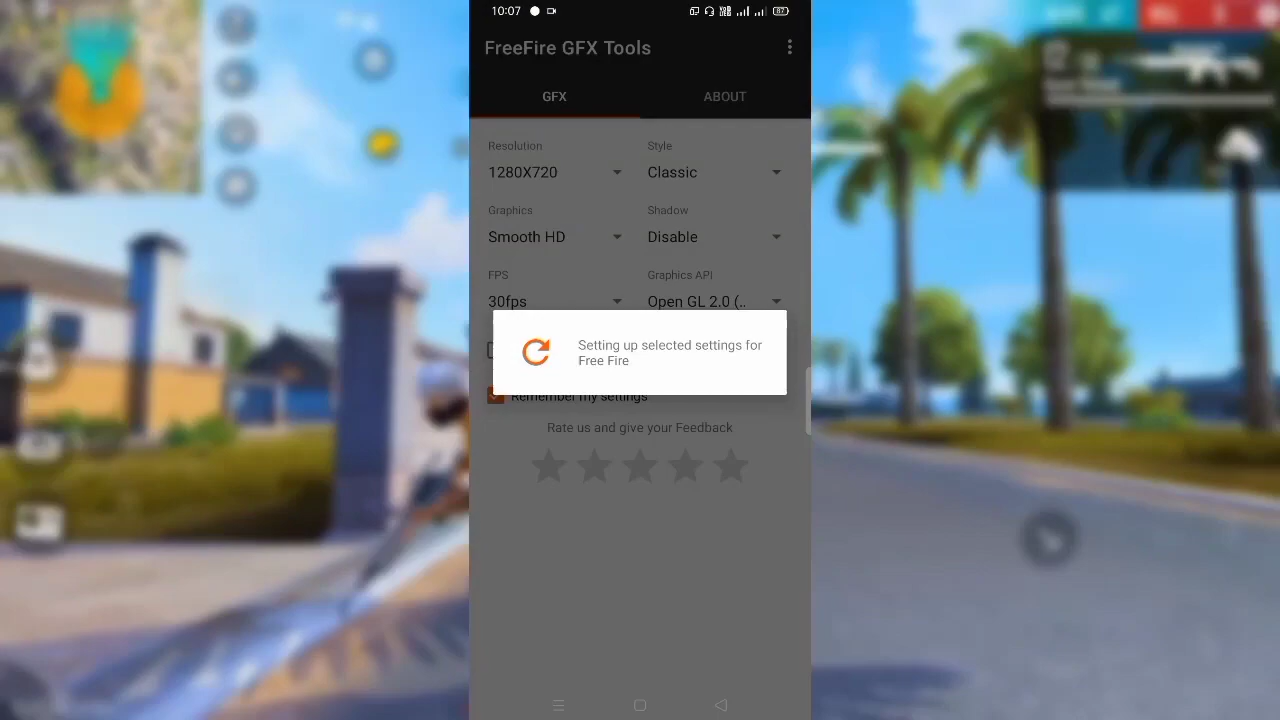 10:07
87
FreeFire GFX Tools
GFX
ABOUT
Resolution
Style
1280X720
Classic
Graphics
Shadow
Smooth HD
Disable
FPS
Graphics API
30fps
Open GL 2.0 (..
Setting up selected settings for
Free Fire
Remember my settings
Rate us and give your Feedback